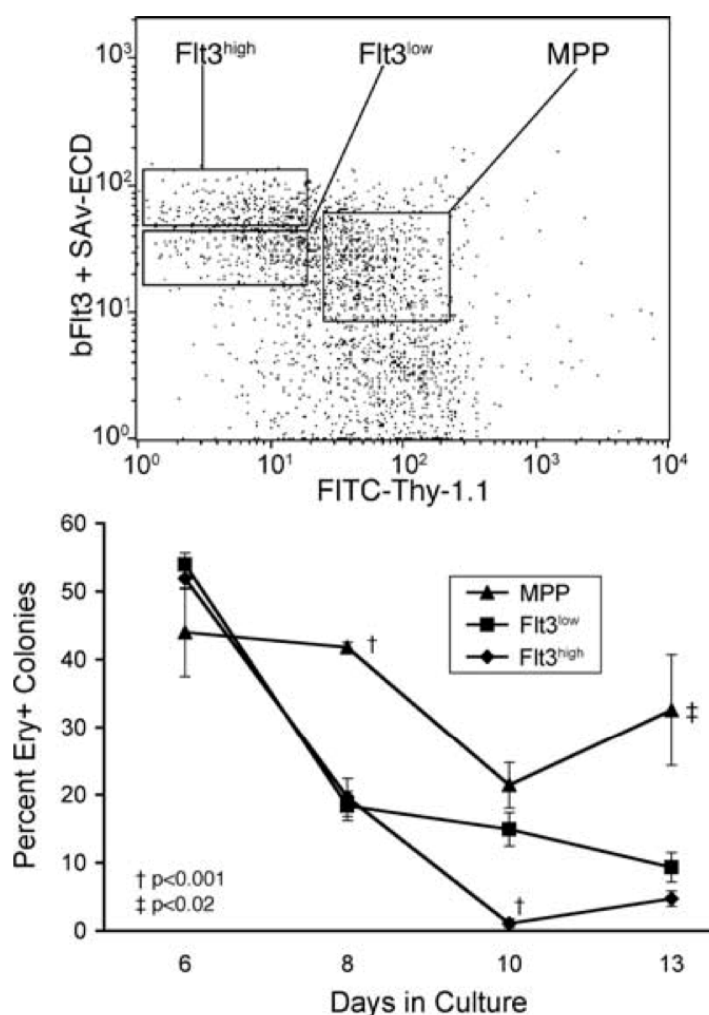 Flt3high Flt3low MPP
10³
10²
10¹
10⁰
bFlt3 + SAv-ECD
10⁰ 10¹ 10² 10³ 10⁴
FITC-Thy-1.1
60
50
40
30
20
10
0
Percent Ery+ Colonies
MPP
Flt3low
Flt3high
†
‡
†
† p<0.001
‡ p<0.02
6 8 10 13
Days in Culture